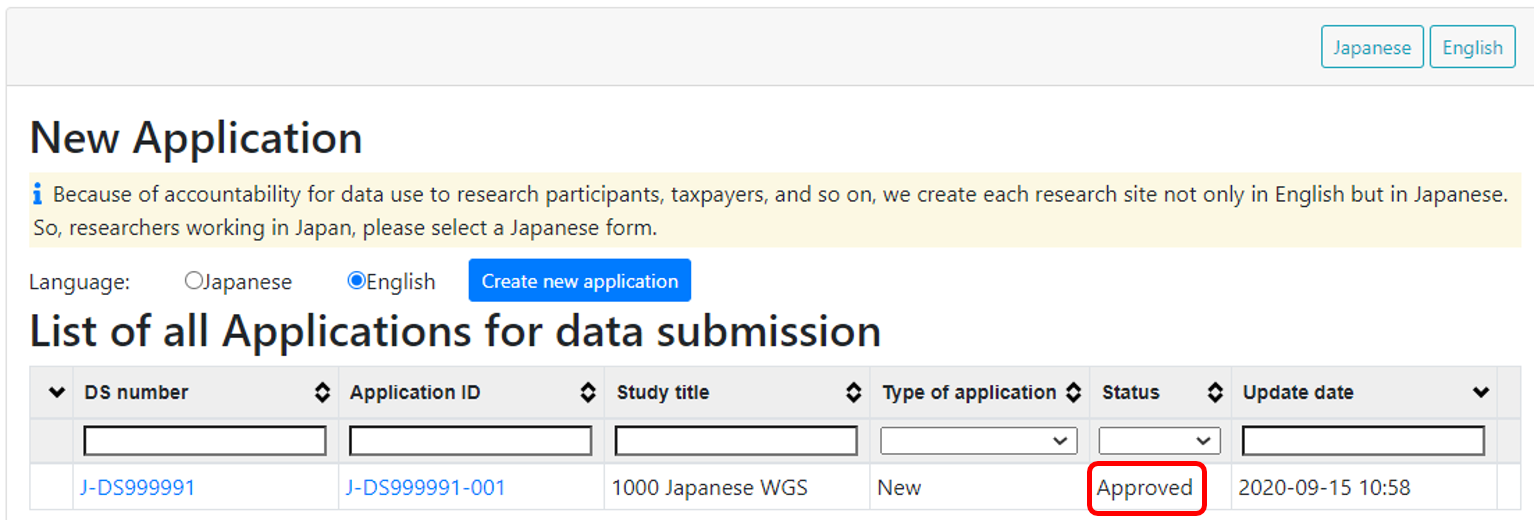 Japanese English
New Application
Because of accountability for data use to research participants, taxpayers, and so on, we create each research site not only in English but in Japanese.
So, researchers working in Japan, please select a Japanese form.
Language: Japanese English Create new application
List of all Applications for data submission
DS number Application ID Study title Type of application Status Update date
J-DS999991 J-DS999991-001 1000 Japanese WGS New Approved 2020-09-15 10:58